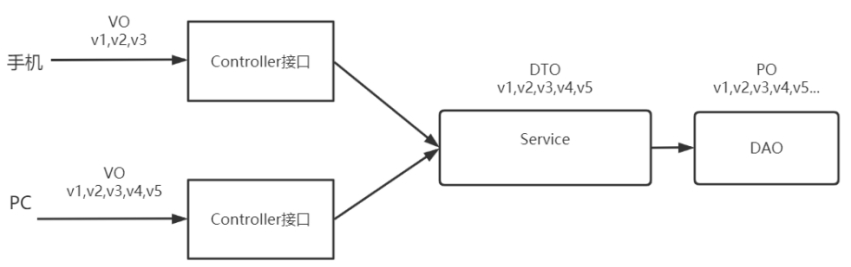 VO
v1,v2,v3
手机
Controller接口
DTO
v1,v2,v3,v4,v5
Service
PO
v1,v2,v3,v4,v5...
DAO
VO
v1,v2,v3,v4,v5
PC
Controller接口